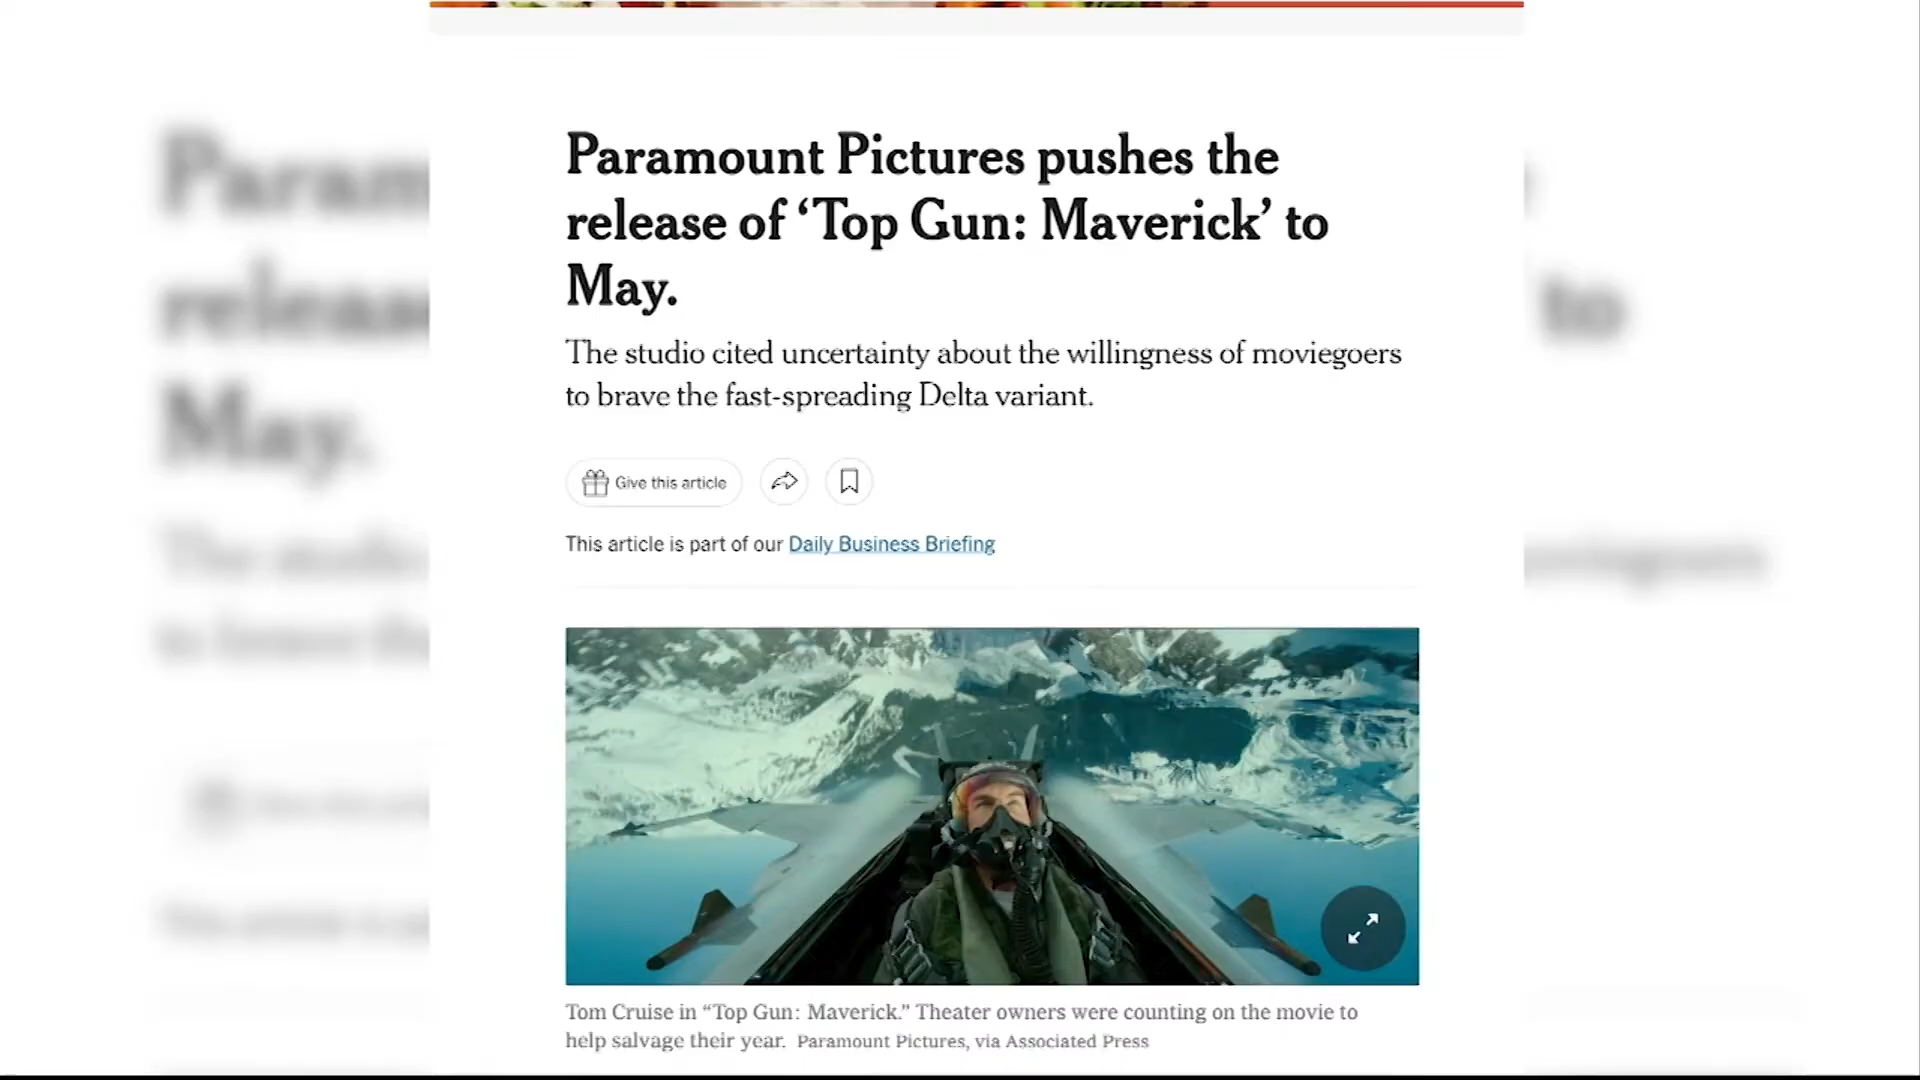 Paramount Pictures pushes the
release of ‘Top Gun: Maverick’ to
May.
The studio cited uncertainty about the willingness of moviegoers
to brave the fast-spreading Delta variant.
Give this article
This article is part of our Daily Business Briefing
Tom Cruise in “Top Gun: Maverick.” Theater owners were counting on the movie to
help salvage their year. Paramount Pictures, via Associated Press